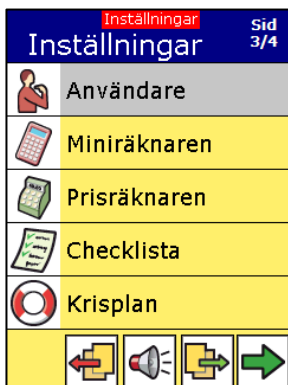 Inställningar
Inställningar
Sid
3/4
Användare
Miniräknaren
Prisräknaren
Checklista
Krisplan